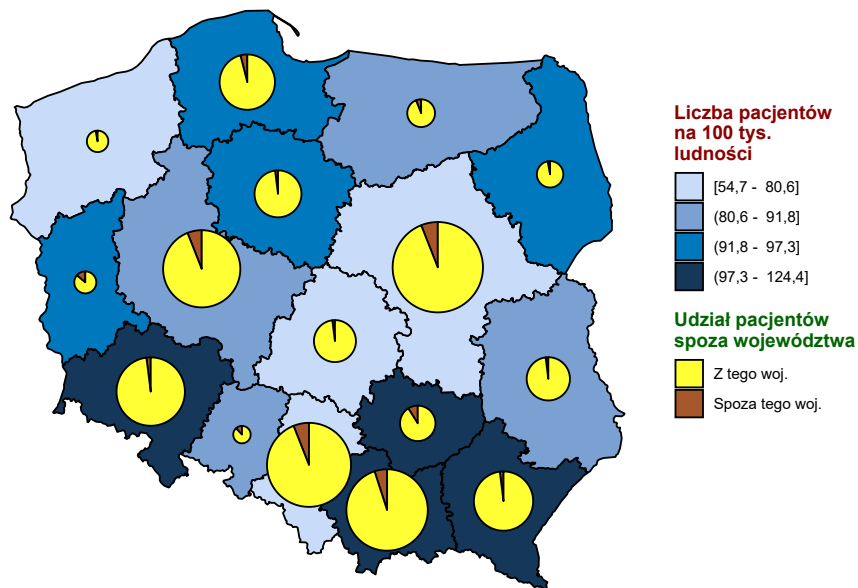 Liczba pacjentów
na 100 tys.
ludności
[54,7 - 80,6]
(80,6 - 91,8]
(91,8 - 97,3]
(97,3 - 124,4]
Udział pacjentów
spoza województwa
Z tego woj.
Spoza tego woj.